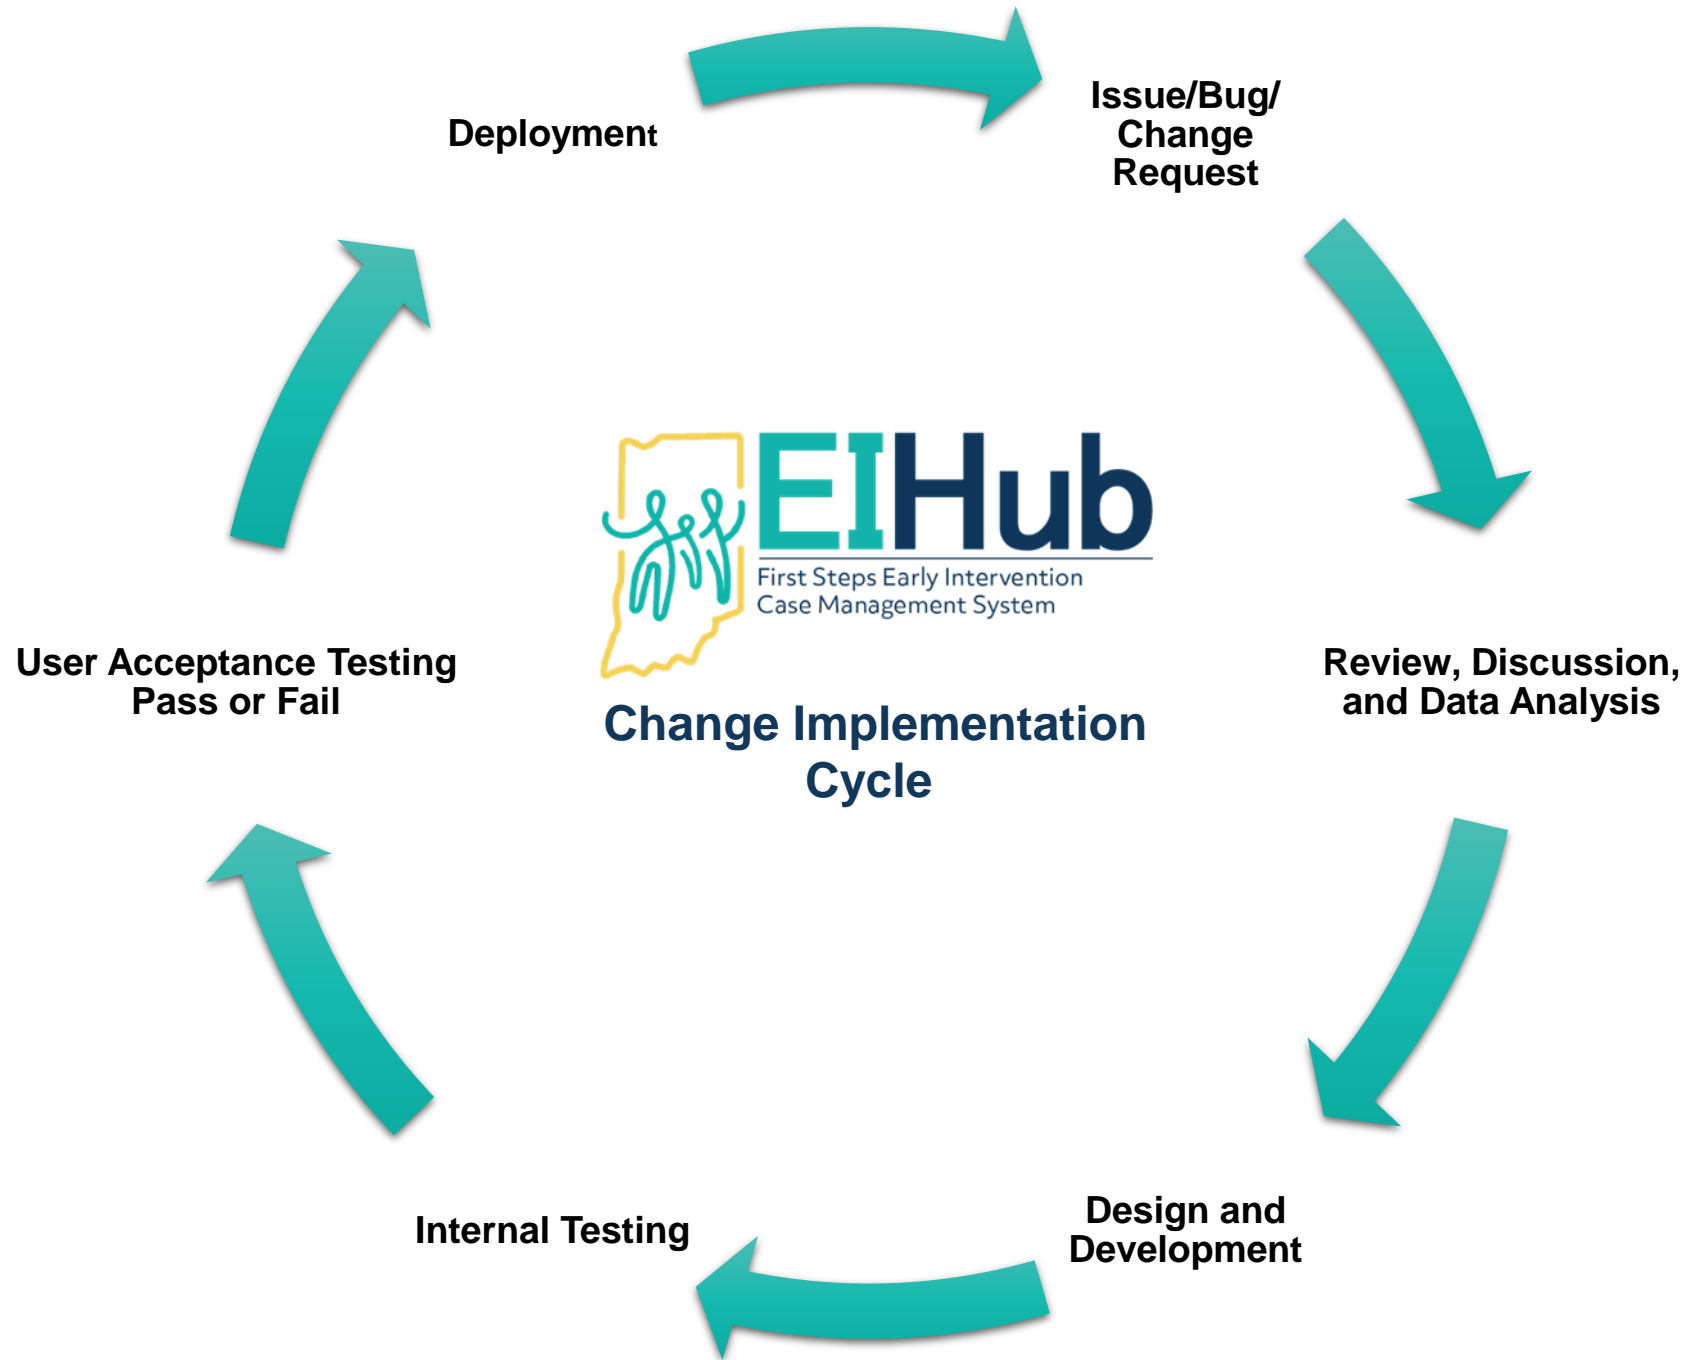 Deployment
Issue/Bug/
Change
Request
EIHub
First Steps Early Intervention
Case Management System
User Acceptance Testing
Pass or Fail
Review, Discussion,
and Data Analysis
Change Implementation
Cycle
Internal Testing
Design and
Development